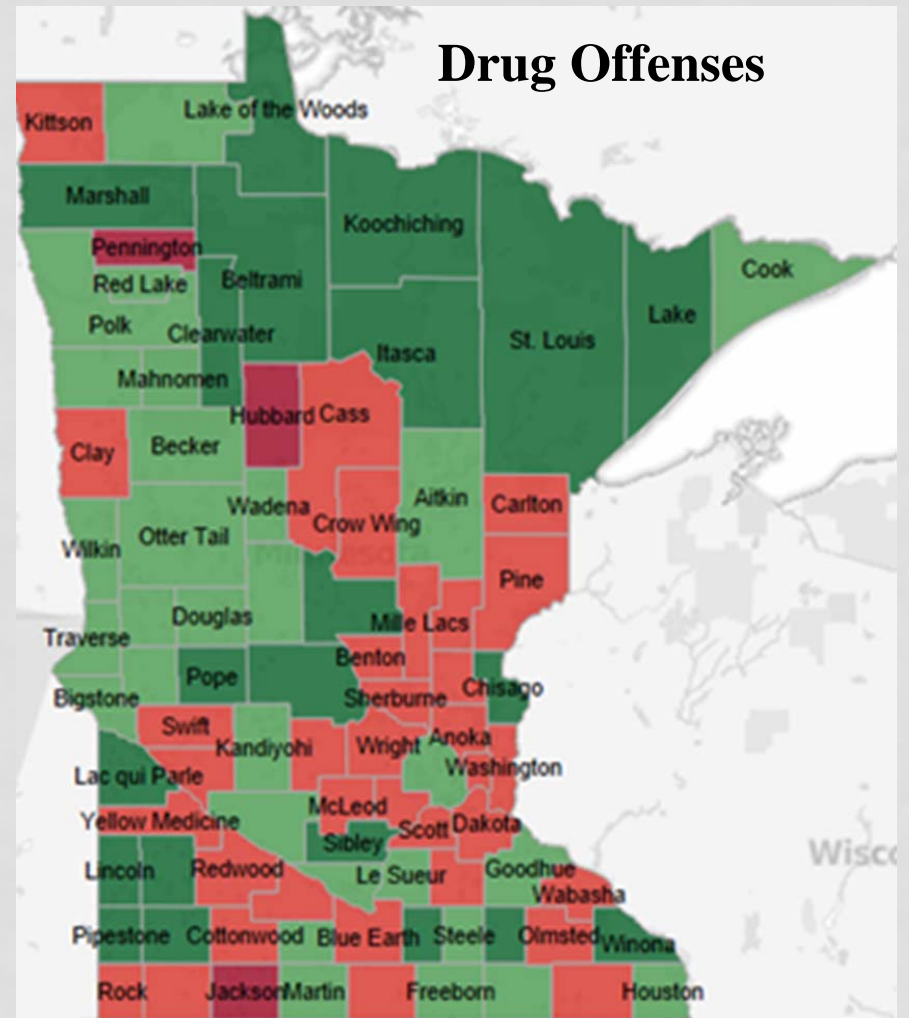 Drug Offenses
Lake of the Woods
Kittson
Marshall
Koochiching
Pennington
Cook
Red Lake
Beltrami
Lake
Polk
Clearwater
St. Louis
Itasca
Mahnomen
Hubbard
Cass
Becker
Clay
Aitkin
Wadena
Carlton
Crow Wing
Otter Tail
Wilkin
Minnesota
Pine
Douglas
Mille Lacs
Traverse
Benton
Pope
Chisago
Bigstone
Sherburne
Swift
Anoka
Kandiyohi
Wright
Washington
Lac qui Parle
McLeod
Yellow Medicine
Dakota
Scott
Sibley
Wisco
Lincoln
Redwood
Goodhue
Le Sueur
Wabasha
Pipestone
Cottonwood
Blue Earth
Steele
Olmsted
Winona
Rock
Jackson
Martin
Freeborn
Houston